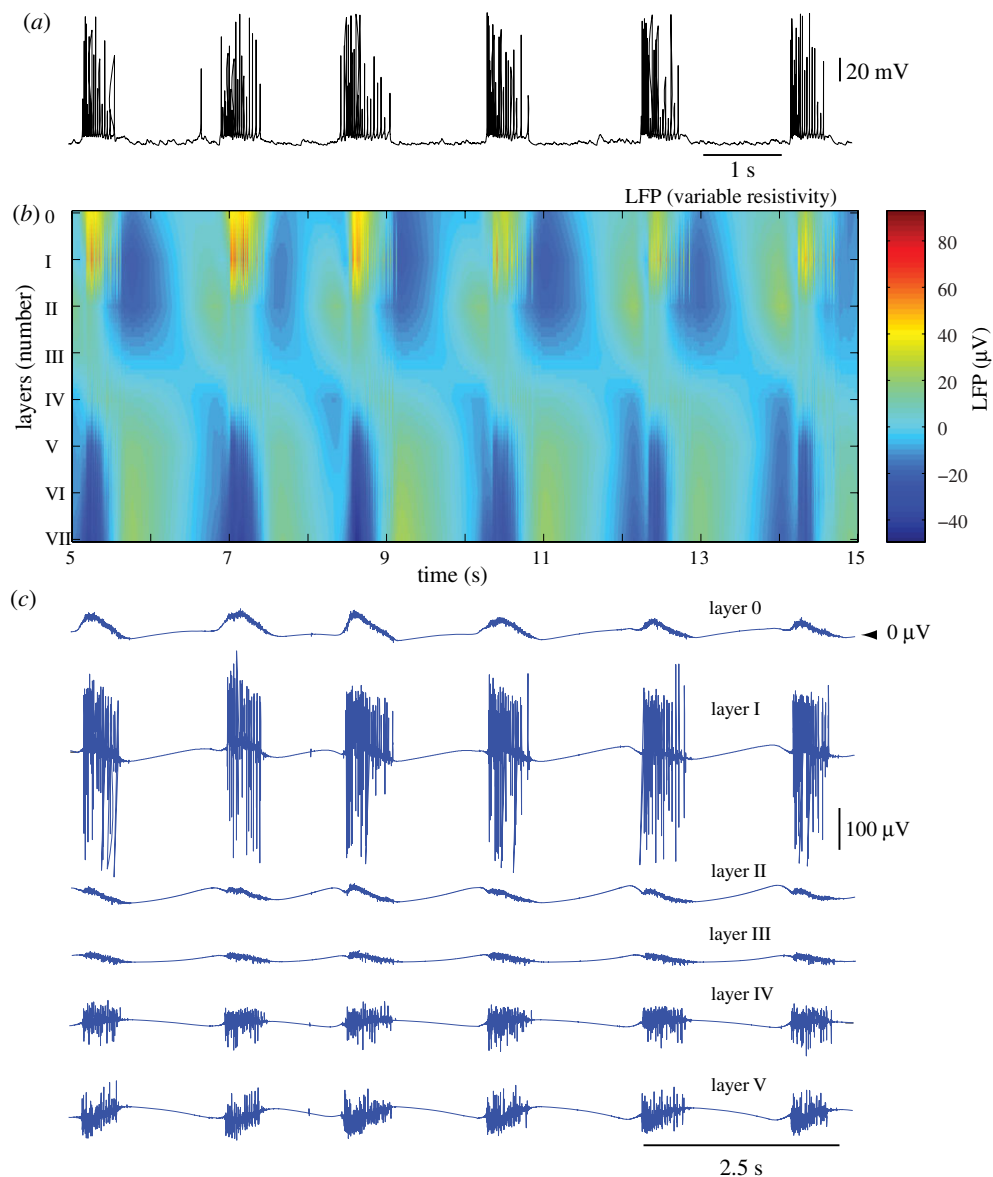 (a)
20 mV
1 s
LFP (variable resistivity)
(b)
layers (number)
0
I
II
III
IV
V
VI
VII
5
7
9
11
13
15
time (s)
80
60
40
20
0
−20
−40
LFP (µV)
(c)
layer 0
0 µV
layer I
100 µV
layer II
layer III
layer IV
layer V
2.5 s